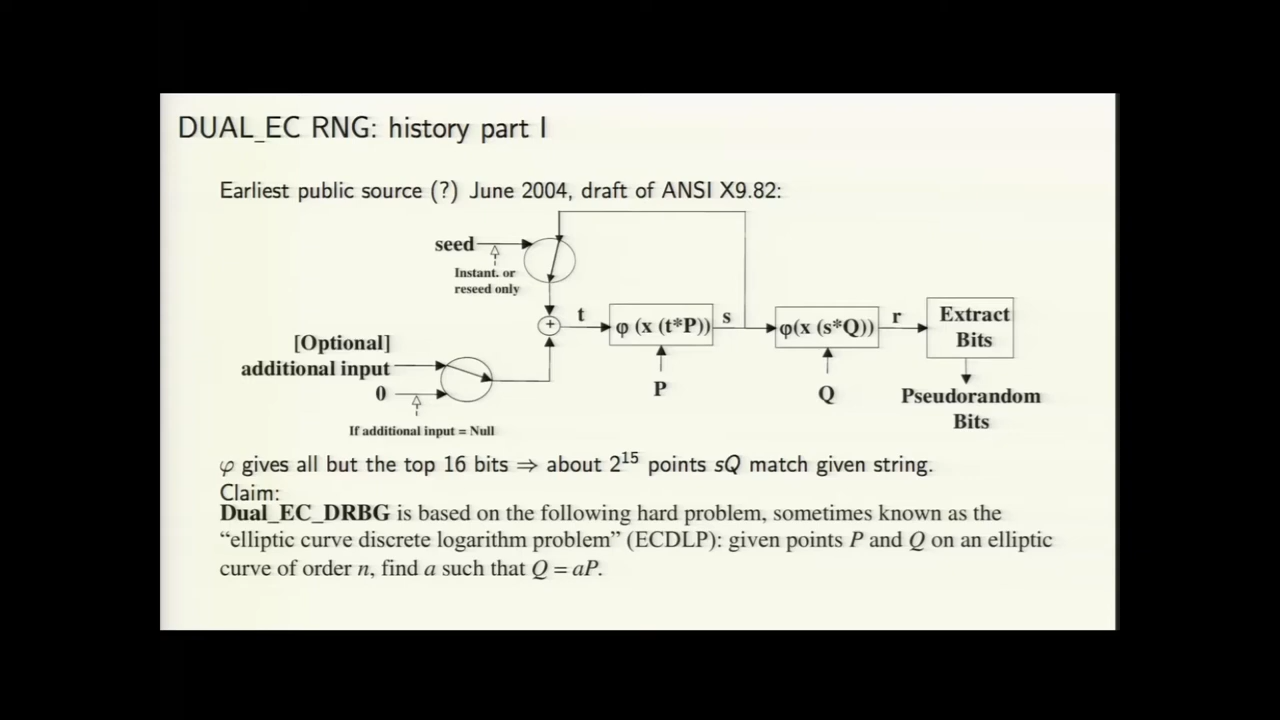 DUAL_EC RNG: history part I
Earliest public source (?) June 2004, draft of ANSI X9.82:
seed
Instant. or
reseed only
[Optional]
additional input
0
If additional input = Null
+
t
φ (x (t*P))
s
P
φ(x (s*Q))
r
Q
Extract
Bits
Pseudorandom
Bits
φ gives all but the top 16 bits ⇒ about 2¹⁵ points sQ match given string.
Claim:
Dual_EC_DRBG is based on the following hard problem, sometimes known as the
“elliptic curve discrete logarithm problem” (ECDLP): given points P and Q on an elliptic
curve of order n, find a such that Q = aP.